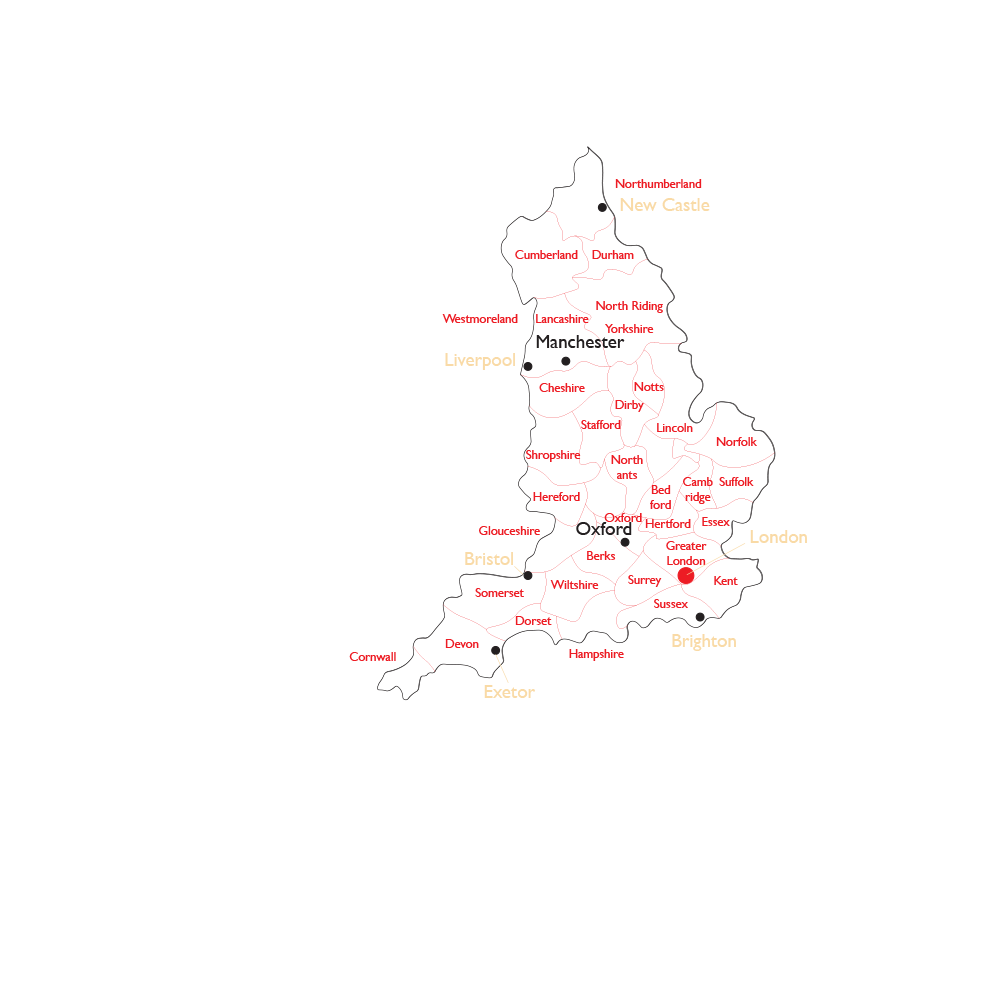 Northumberland
New Castle
Cumberland
Durham
North Riding
Westmoreland
Lancashire
Yorkshire
Manchester
Liverpool
Cheshire
Notts
Dirby
Stafford
Lincoln
Norfolk
Shropshire
North
ants
Camb
ridge
Suffolk
Bed
ford
Hereford
Oxford
Hertford
Essex
Glouceshire
Oxford
London
Greater
London
Berks
Bristol
Surrey
Kent
Wiltshire
Somerset
Sussex
Dorset
Brighton
Devon
Hampshire
Cornwall
Exetor